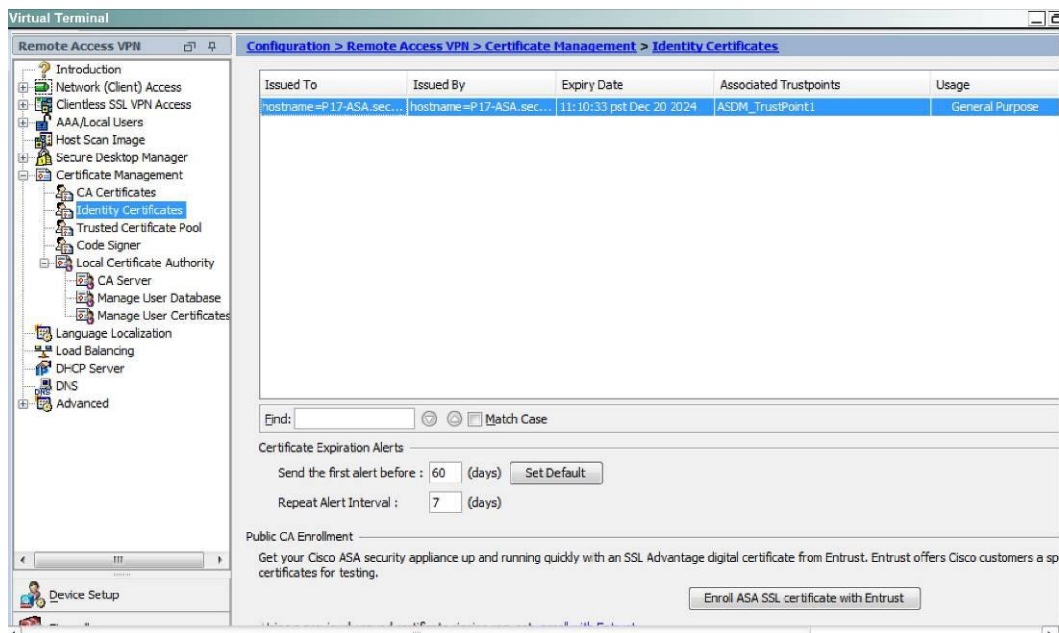 Virtual Terminal
Remote Access VPN
Introduction
Network (Client) Access
Clientless SSL VPN Access
AAA/Local Users
Host Scan Image
Secure Desktop Manager
Certificate Management
CA Certificates
Identity Certificates
Trusted Certificate Pool
Code Signer
Local Certificate Authority
CA Server
Manage User Database
Manage User Certificates
Language Localization
Load Balancing
DHCP Server
DNS
Advanced
Device Setup
Configuration > Remote Access VPN > Certificate Management > Identity Certificates
Issued To Issued By Expiry Date Associated Trustpoints Usage
hostname=P17-ASA.sec... hostname=P17-ASA.sec... 11:10:33 pst Dec 20 2024 ASDM_TrustPoint1 General Purpose
Find: Match Case
Certificate Expiration Alerts
Send the first alert before : 60 (days) Set Default
Repeat Alert Interval : 7 (days)
Public CA Enrollment
Get your Cisco ASA security appliance up and running quickly with an SSL Advantage digital certificate from Entrust. Entrust offers Cisco customers a sp
certificates for testing.
Enroll ASA SSL certificate with Entrust